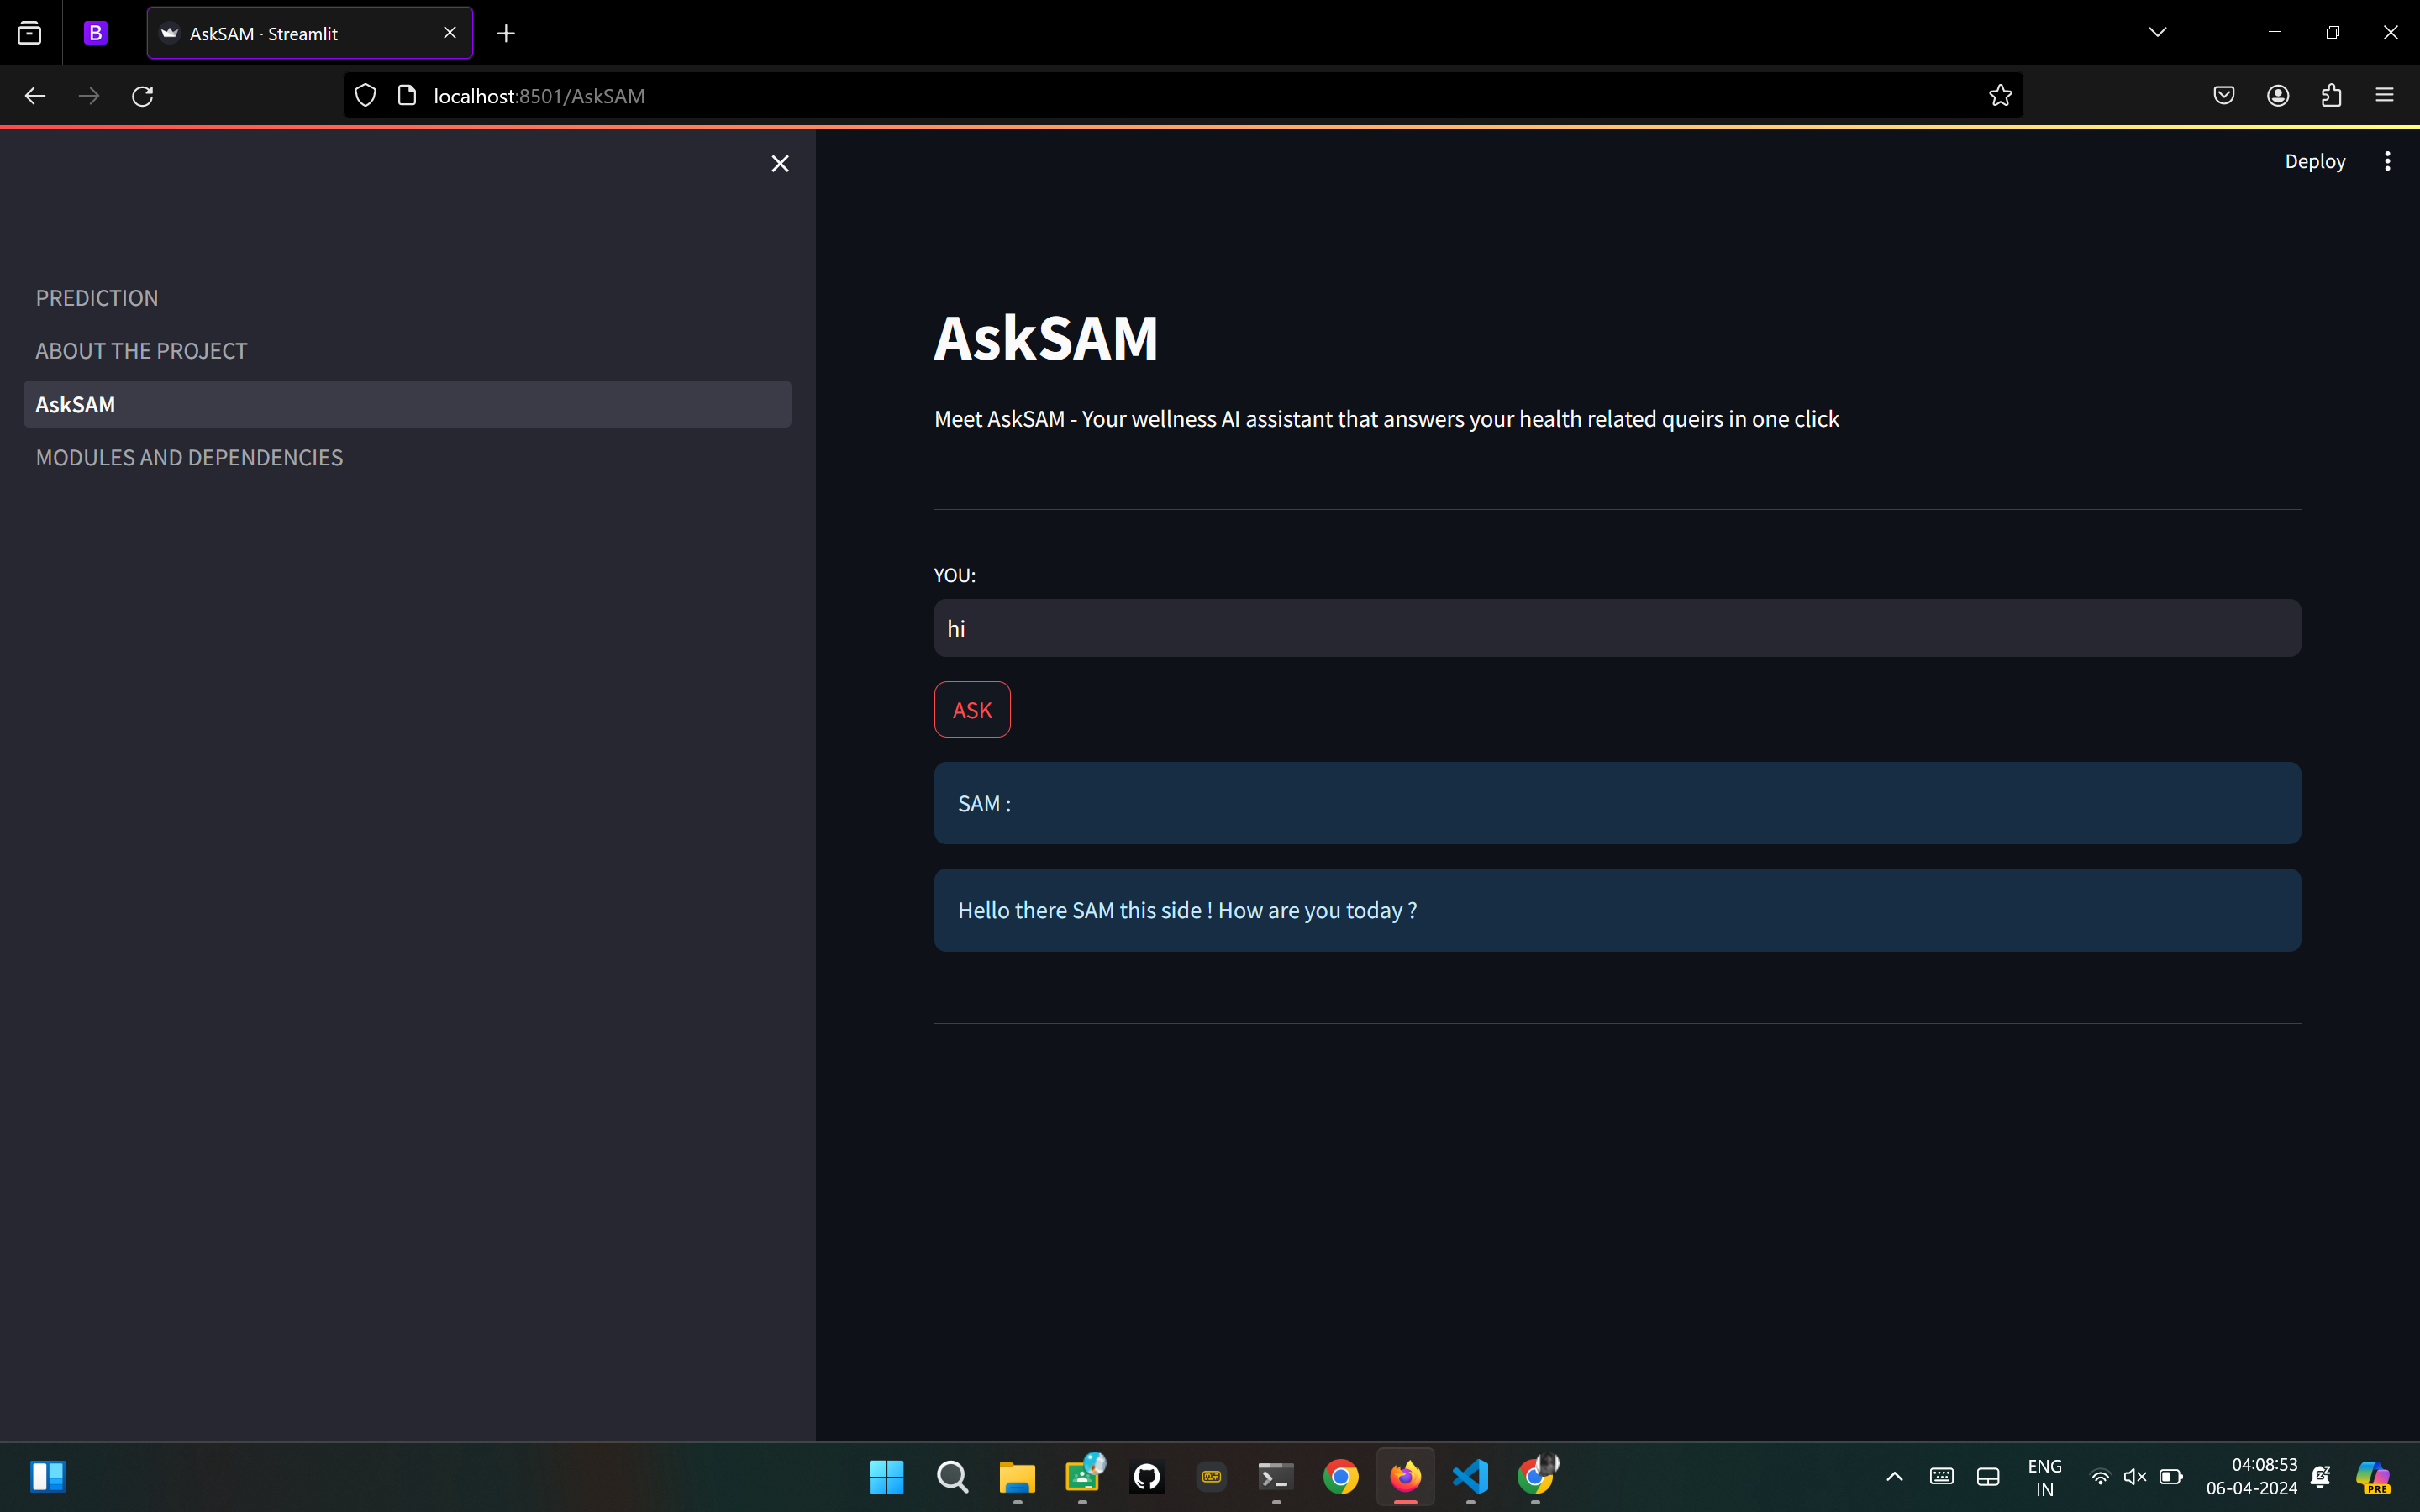 B
AskSAM · Streamlit
localhost:8501/AskSAM
Deploy
PREDICTION
ABOUT THE PROJECT
AskSAM
MODULES AND DEPENDENCIES
AskSAM
Meet AskSAM - Your wellness AI assistant that answers your health related queirs in one click
YOU:
hi
ASK
SAM :
Hello there SAM this side ! How are you today ?
ENG
IN
04:08:53
06-04-2024
PRE